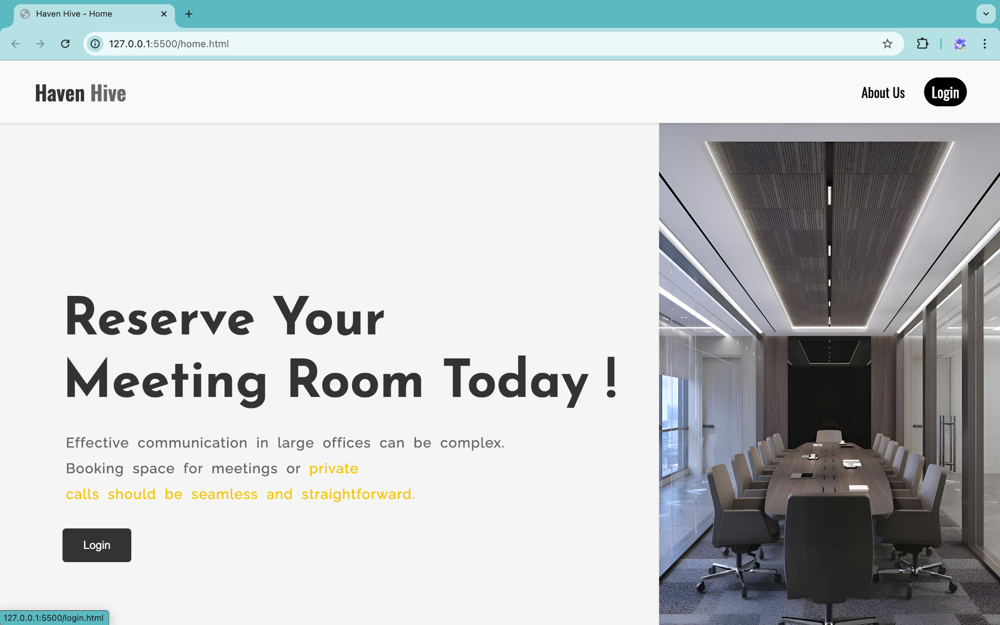 Haven Hive - Home
127.0.0.1:5500/home.html
Haven Hive
About Us
Login
Reserve Your
Meeting Room Today !
Effective communication in large offices can be complex.
Booking space for meetings or private
calls should be seamless and straightforward.
Login
127.0.0.1:5500/login.html